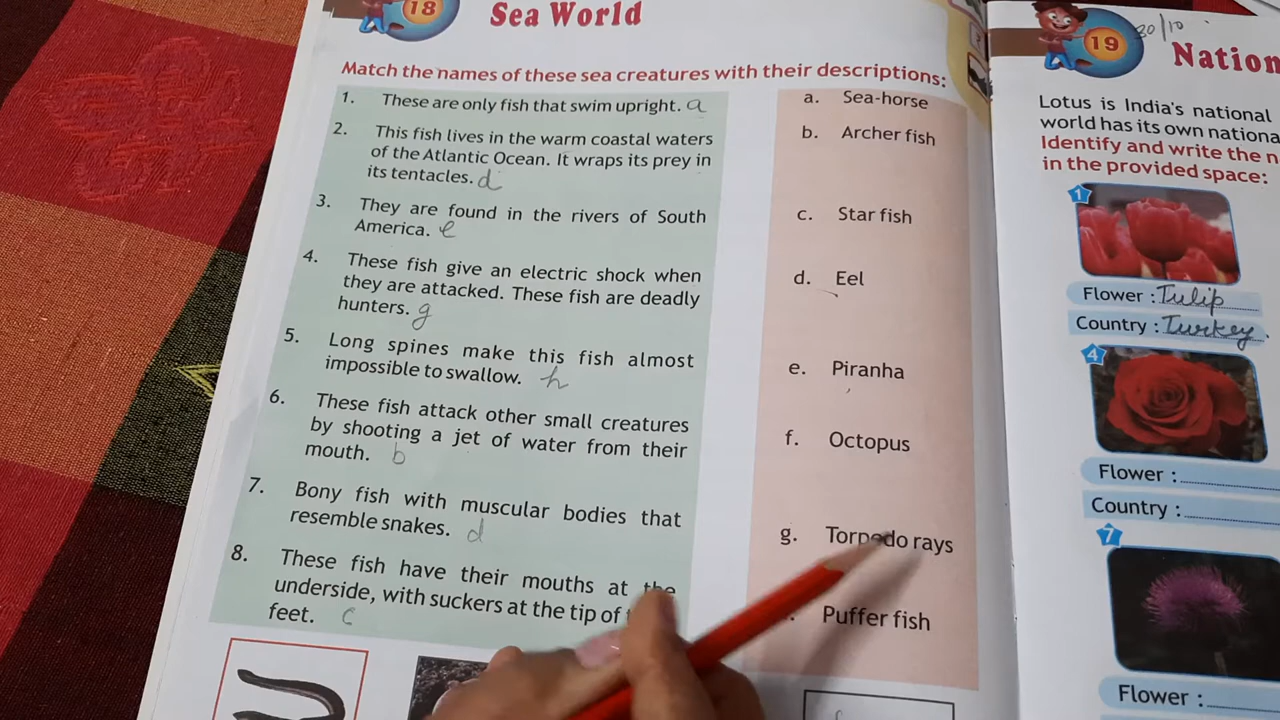 18
Sea World
Match the names of these sea creatures with their descriptions:
1. These are only fish that swim upright. a
2. This fish lives in the warm coastal waters
of the Atlantic Ocean. It wraps its prey in
its tentacles. d
3. They are found in the rivers of South
America. e
4. These fish give an electric shock when
they are attacked. These fish are deadly
hunters. g
5. Long spines make this fish almost
impossible to swallow. h
6. These fish attack other small creatures
by shooting a jet of water from their
mouth. b
7. Bony fish with muscular bodies that
resemble snakes. d
8. These fish have their mouths at the
underside, with suckers at the tip of
feet. c
a. Sea-horse
b. Archer fish
c. Star fish
d. Eel
e. Piranha
f. Octopus
g. Torpedo rays
Puffer fish
19
30/10
Nation
Lotus is India's national
world has its own nationa
Identify and write the n
in the provided space:
1
Flower : Tulip
Country : Turkey.
4
Flower :
Country :
7
Flower :